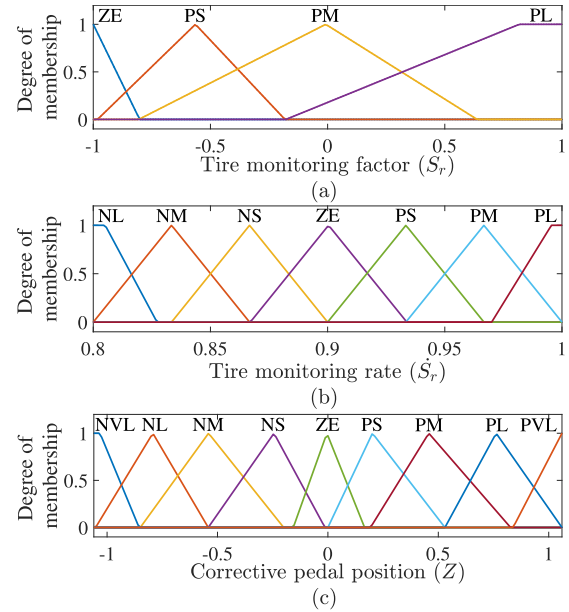 ZE PS PM PL
Degree of
membership
1
0.5
0
-1 -0.5 0 0.5 1
Tire monitoring factor (Sᵣ)
(a)
NL NM NS ZE PS PM PL
Degree of
membership
1
0.5
0
0.8 0.85 0.9 0.95 1
Tire monitoring rate (Ṡᵣ)
(b)
NVL NL NM NS ZE PS PM PL PVL
Degree of
membership
1
0.5
0
-1 -0.5 0 0.5 1
Corrective pedal position (Z)
(c)